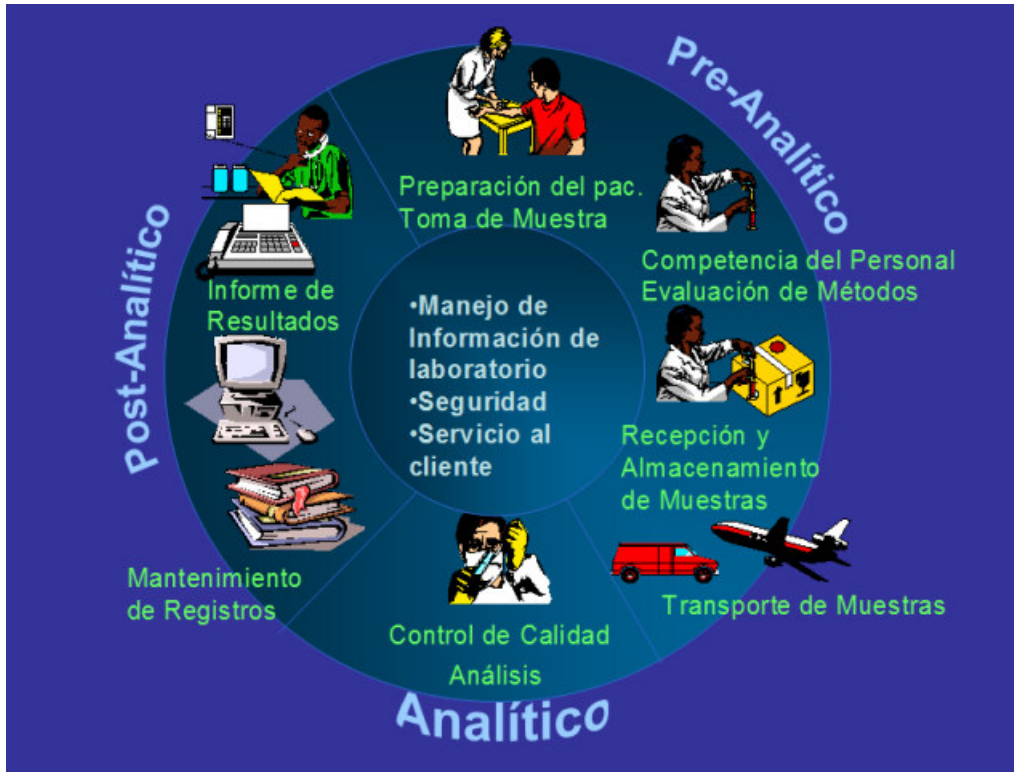 Pre-Analítico
Preparación del pac.
Toma de Muestra
Competencia del Personal
Evaluación de Métodos
Recepción y
Almacenamiento
de Muestras
Transporte de Muestras
Analítico
Control de Calidad
Análisis
Post-Analítico
Informe de
Resultados
Mantenimiento
de Registros
•Manejo de
Información de
laboratorio
•Seguridad
•Servicio al
cliente